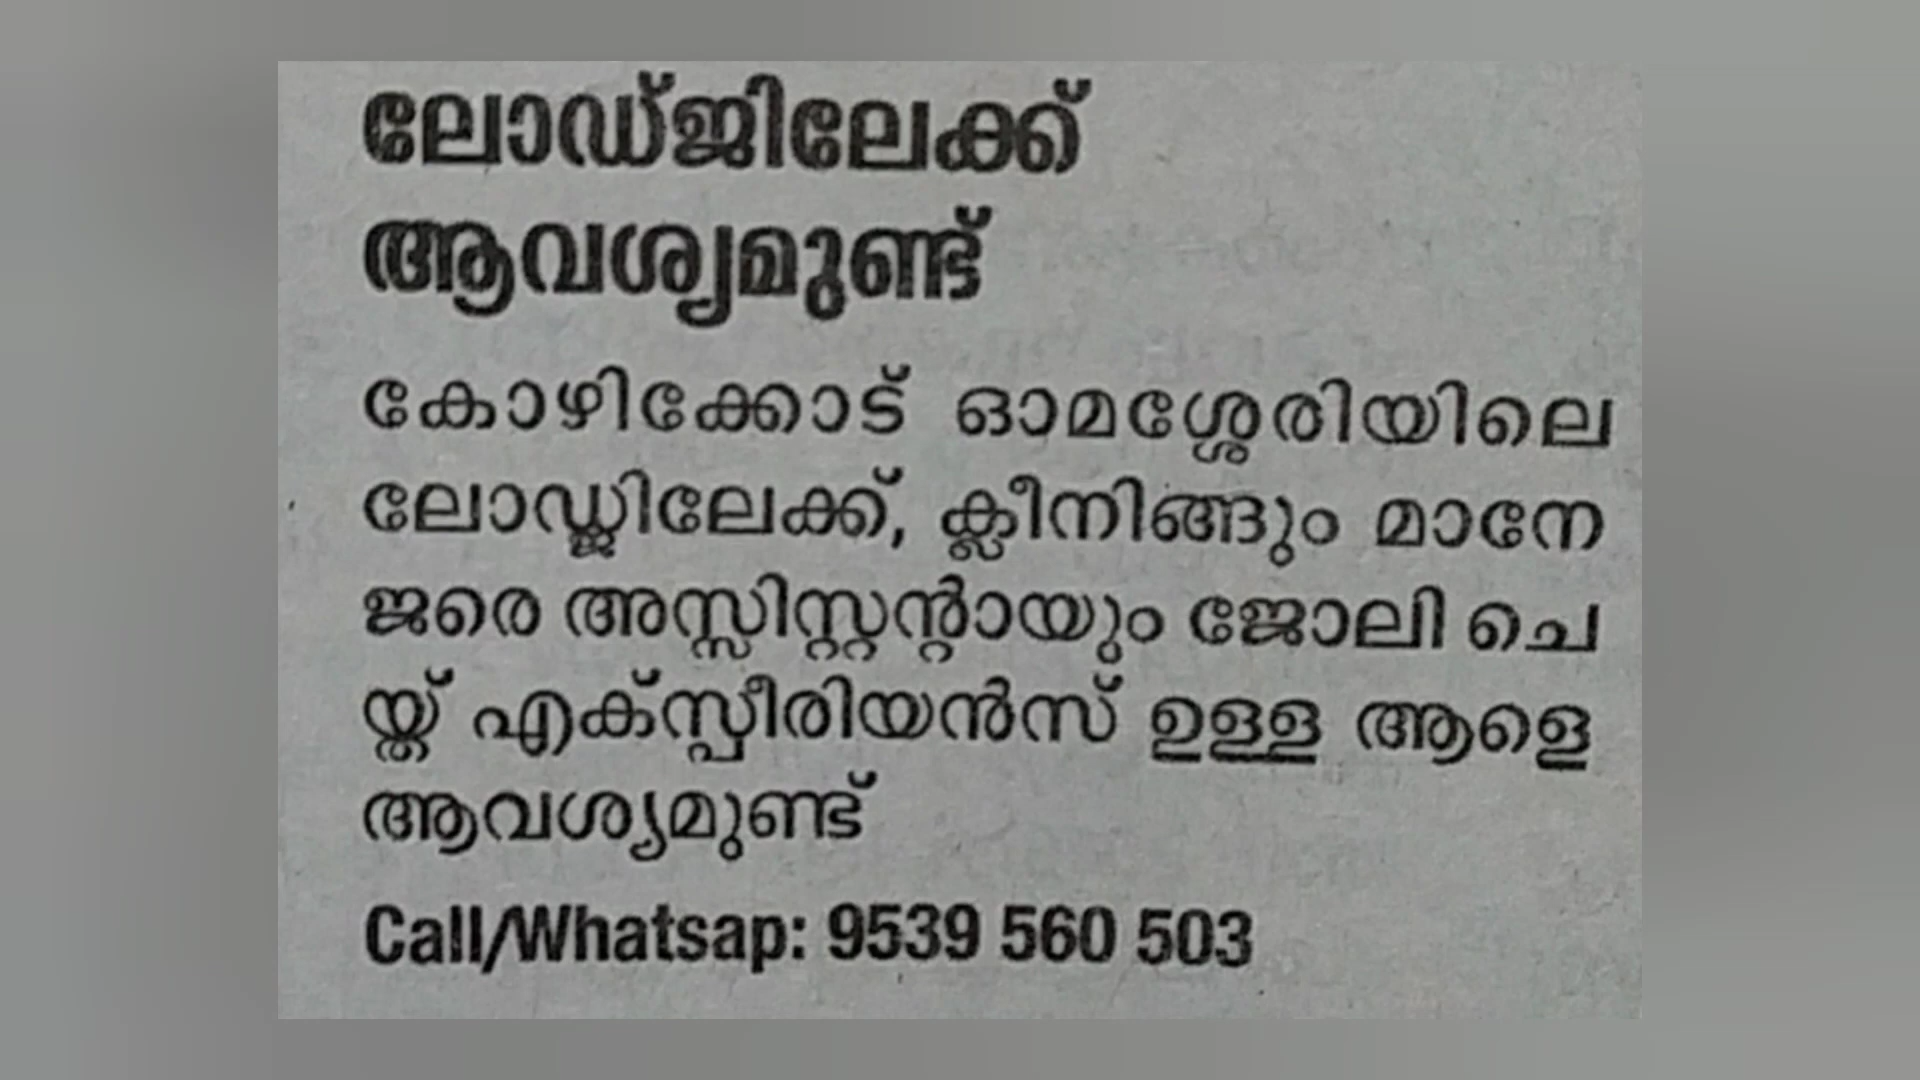 ലോഡ്ജിലേക്ക്
ആവശ്യമുണ്ട്
കോഴിക്കോട് ഓമശ്ശേരിയിലെ
ലോഡ്ജിലേക്ക്, ക്ലീനിങ്ങും മാനേ
ജരെ അസ്സിസ്റ്റന്റായും ജോലി ചെ
യ്ത് എക്സ്പീരിയൻസ് ഉള്ള ആളെ
ആവശ്യമുണ്ട്
Call/Whatsap: 9539 560 503